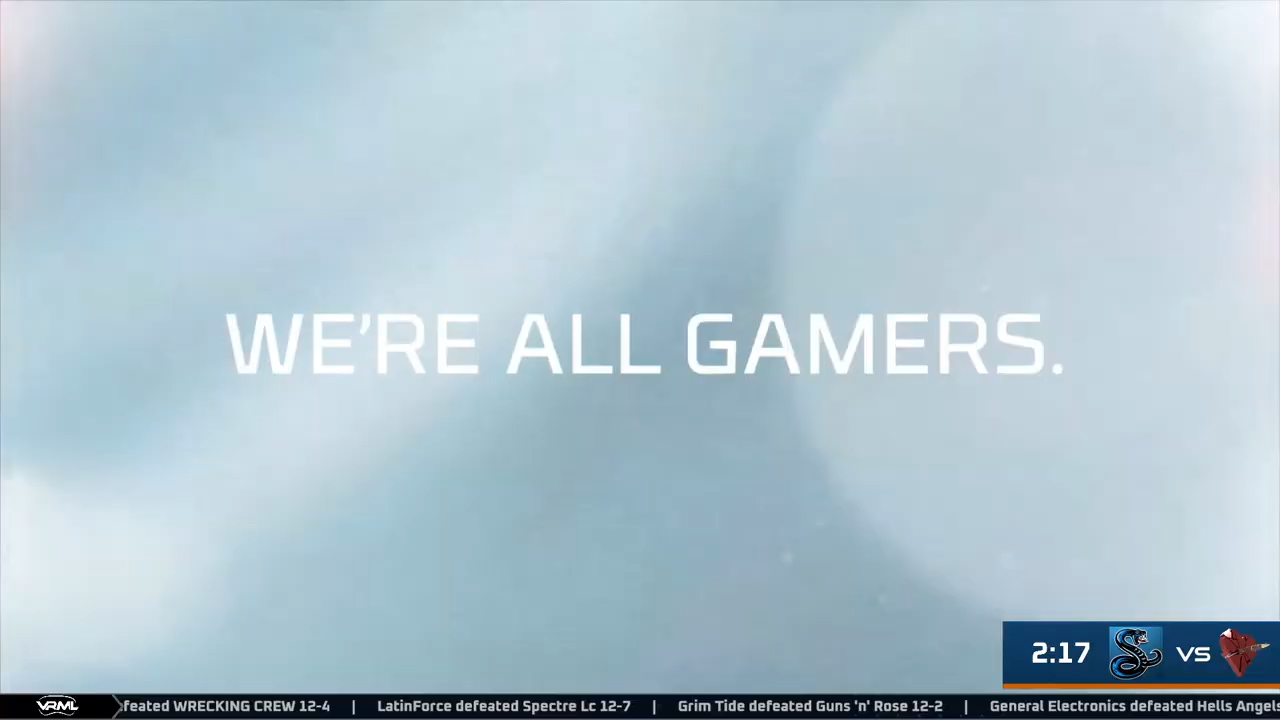 WE'RE ALL GAMERS.
2:17 VS
VRML feated WRECKING CREW 12-4 | LatinForce defeated Spectre Lc 12-7 | Grim Tide defeated Guns 'n' Rose 12-2 | General Electronics defeated Hells Angels